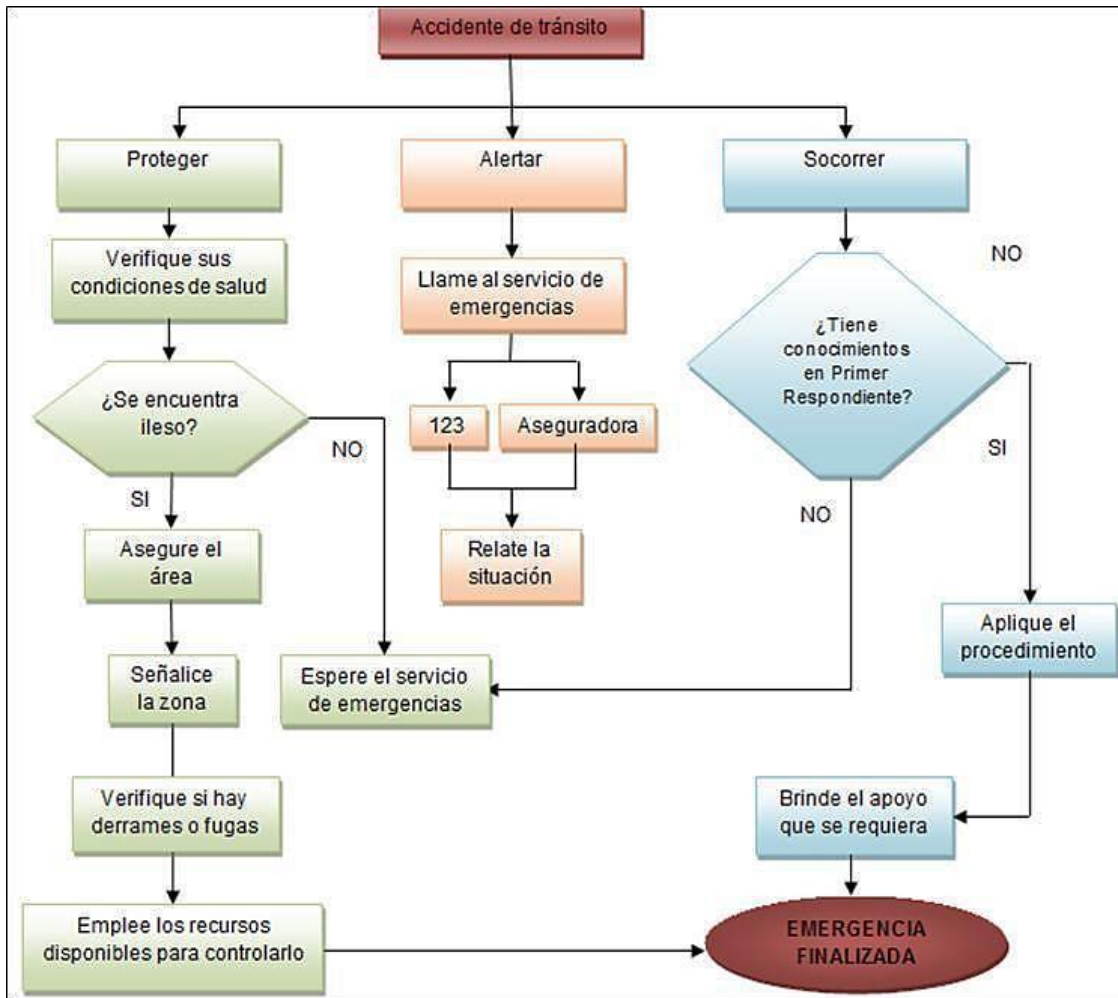 Accidente de tránsito
Proteger
Alertar
Socorrer
Verifique sus
condiciones de salud
Llame al servicio de
emergencias
NO
¿Tiene
conocimientos
en Primer
Respondiente?
¿Se encuentra
ileso?
123
Aseguradora
NO
SI
SI
NO
Asegure el
área
Relate la
situación
Aplique el
procedimiento
Señalice
la zona
Espere el servicio
de emergencias
Verifique si hay
derrames o fugas
Brinde el apoyo
que se requiera
Emplee los recursos
disponibles para controlarlo
EMERGENCIA
FINALIZADA